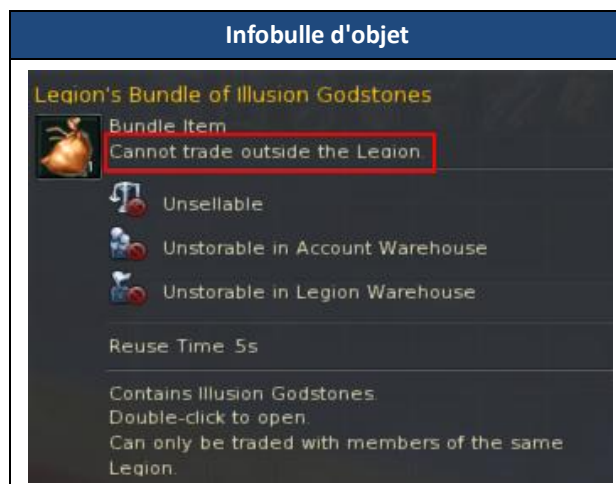 Infobulle d'objet
Legion's Bundle of Illusion Godstones
Bundle Item
Cannot trade outside the Legion.
1
Unsellable
Unstorable in Account Warehouse
Unstorable in Legion Warehouse
Reuse Time 5s
Contains Illusion Godstones.
Double-click to open.
Can only be traded with members of the same
Legion.